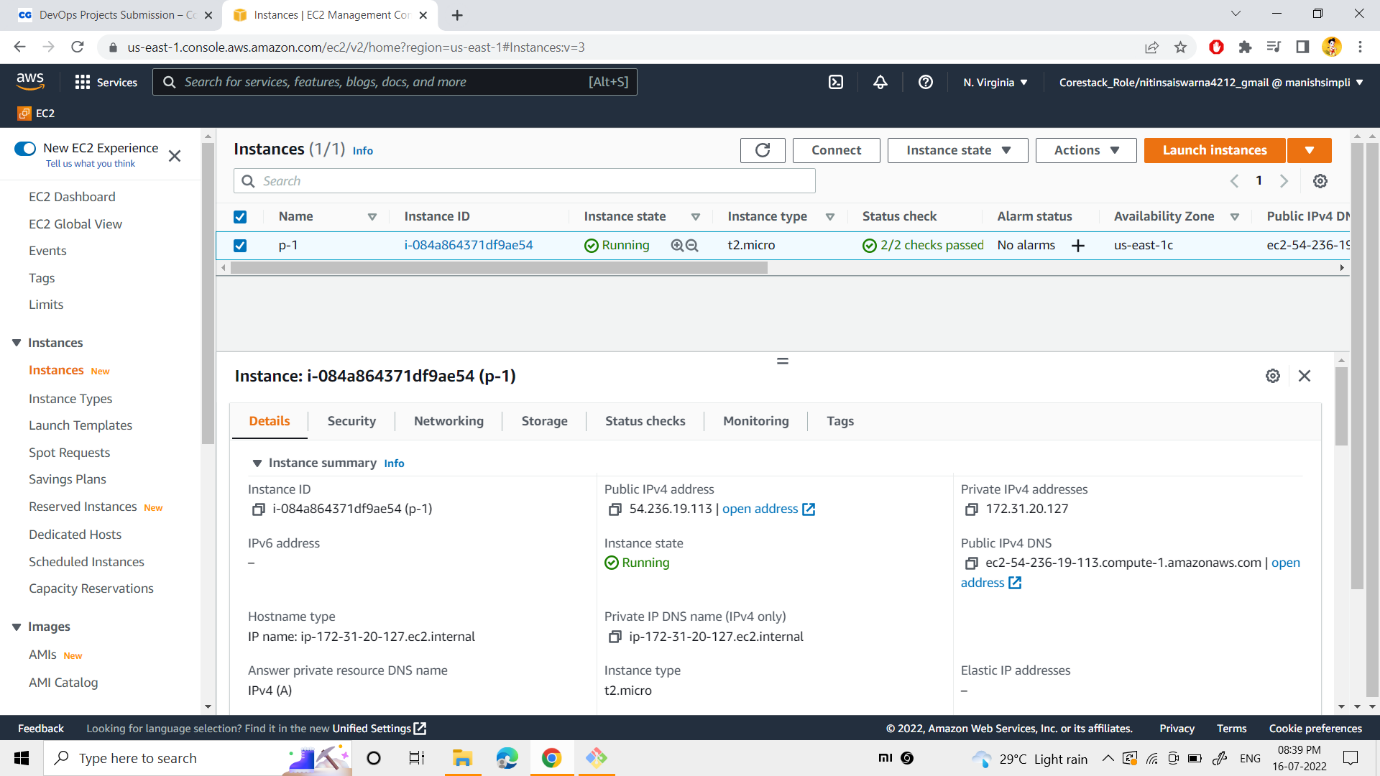 DevOps Projects Submission – C
Instances | EC2 Management Con
us-east-1.console.aws.amazon.com/ec2/v2/home?region=us-east-1#Instances:v=3
aws Services Search for services, features, blogs, docs, and more [Alt+S] N. Virginia Corestack_Role/nitinsaiswarna4212_gmail @ manishsimpli
EC2
New EC2 Experience
Tell us what you think
EC2 Dashboard
EC2 Global View
Events
Tags
Limits
Instances
Instances New
Instance Types
Launch Templates
Spot Requests
Savings Plans
Reserved Instances New
Dedicated Hosts
Scheduled Instances
Capacity Reservations
Images
AMIs New
AMI Catalog
Instances (1/1) Info Connect Instance state Actions Launch instances
Search 1
Name Instance ID Instance state Instance type Status check Alarm status Availability Zone Public IPv4 DN
p-1 i-084a864371df9ae54 Running t2.micro 2/2 checks passed No alarms us-east-1c ec2-54-236-19
Instance: i-084a864371df9ae54 (p-1)
Details Security Networking Storage Status checks Monitoring Tags
Instance summary Info
Instance ID Public IPv4 address Private IPv4 addresses
i-084a864371df9ae54 (p-1) 54.236.19.113 | open address 172.31.20.127
IPv6 address Instance state Public IPv4 DNS
– Running ec2-54-236-19-113.compute-1.amazonaws.com | open
address
Hostname type Private IP DNS name (IPv4 only)
IP name: ip-172-31-20-127.ec2.internal ip-172-31-20-127.ec2.internal
Answer private resource DNS name Instance type Elastic IP addresses
IPv4 (A) t2.micro –
Feedback Looking for language selection? Find it in the new Unified Settings © 2022, Amazon Web Services, Inc. or its affiliates. Privacy Terms Cookie preferences
Type here to search 29°C Light rain ENG 08:39 PM
16-07-2022